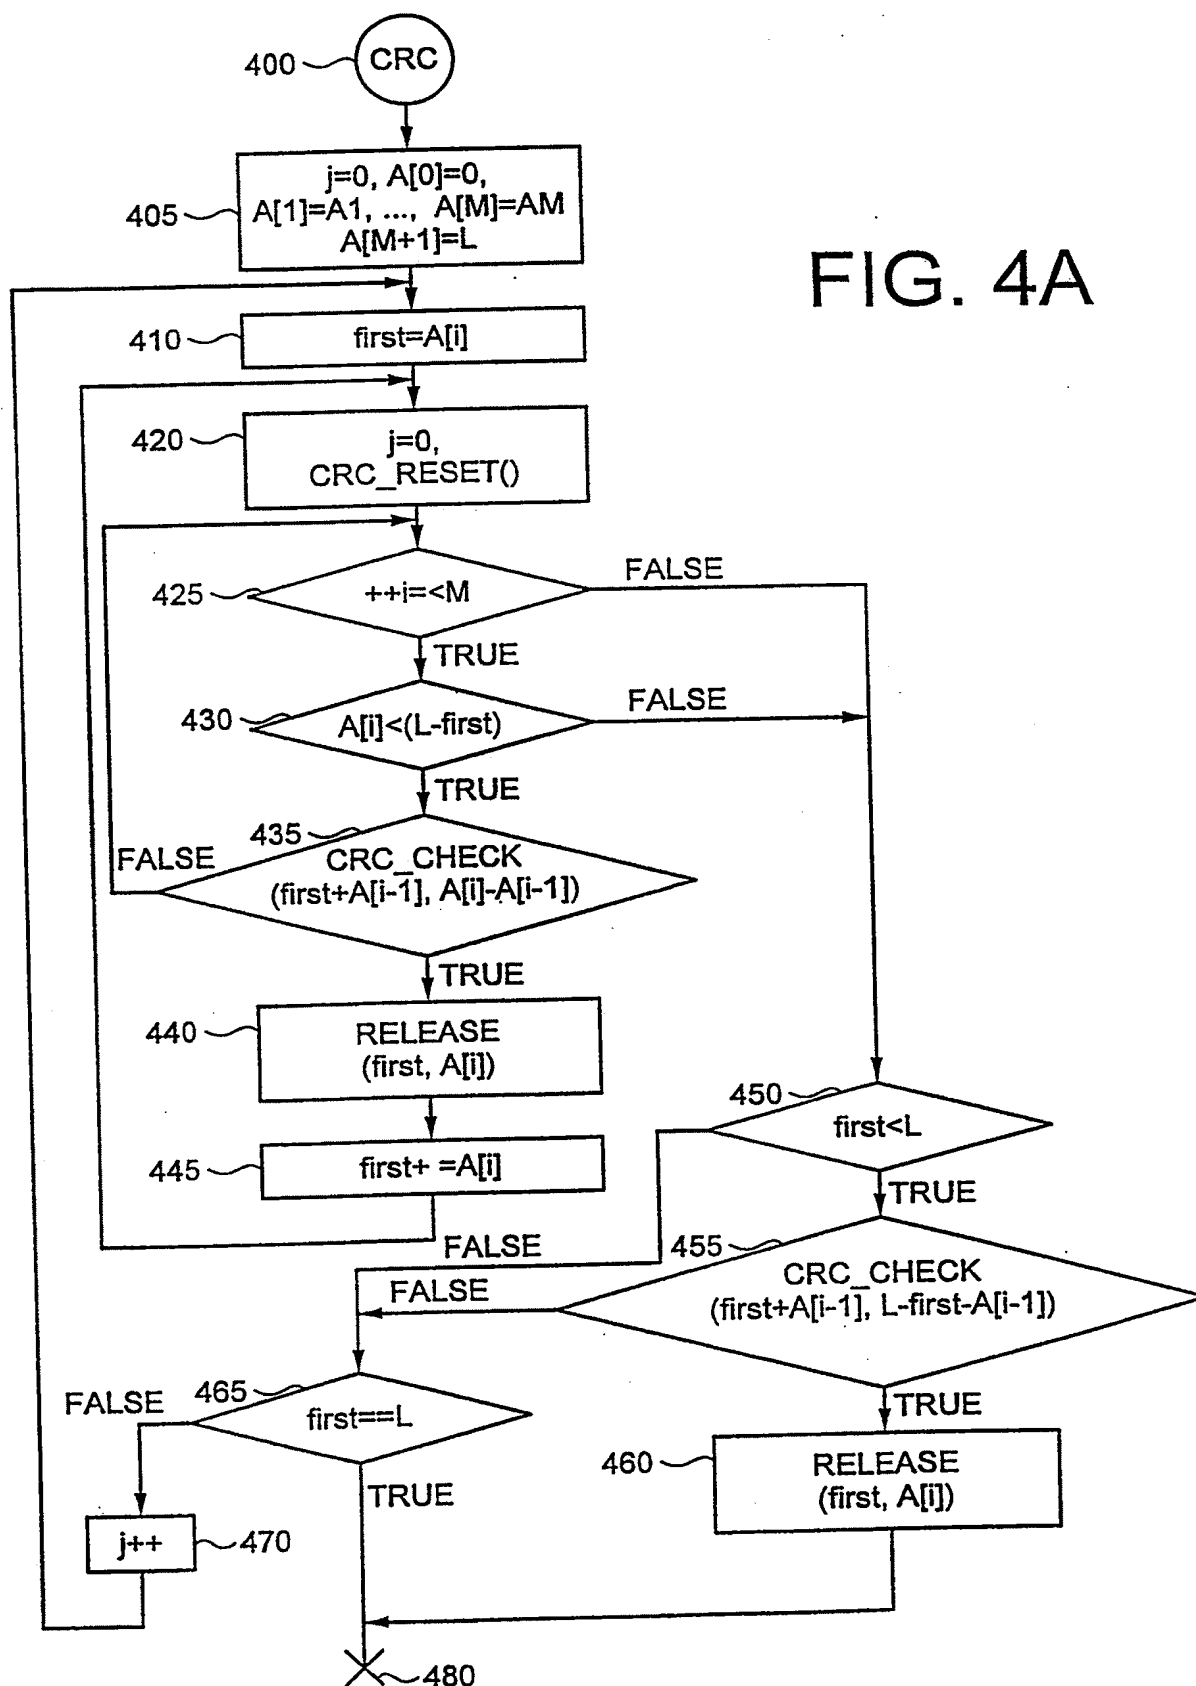 400
CRC
405
j=0, A[0]=0,
A[1]=A1, ..., A[M]=AM
A[M+1]=L
FIG. 4A
410
first=A[i]
420
j=0,
CRC_RESET()
425
++i=<M
FALSE
TRUE
430
A[i]<(L-first)
FALSE
TRUE
435
FALSE
CRC_CHECK
(first+A[i-1], A[i]-A[i-1])
TRUE
440
RELEASE
(first, A[i])
450
first<L
445
first+ =A[i]
TRUE
FALSE
455
CRC_CHECK
(first+A[i-1], L-first-A[i-1])
FALSE
465
FALSE
first==L
TRUE
460
RELEASE
(first, A[i])
TRUE
j++
470
480